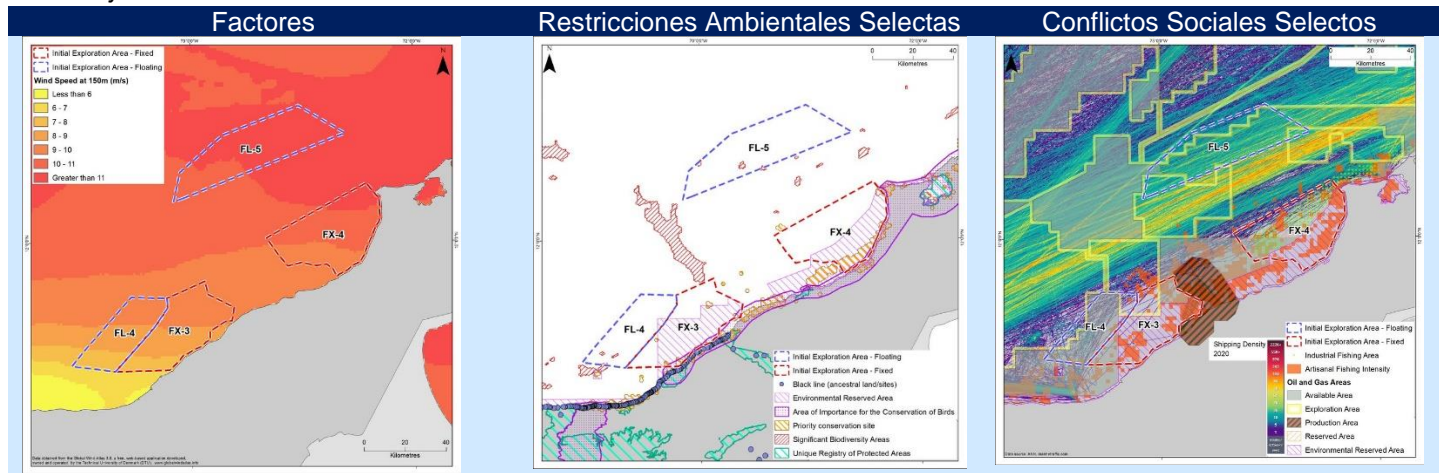 Factores
Restricciones Ambientales Selectas
Conflictos Sociales Selectos
N
Initial Exploration Area - Fixed
Initial Exploration Area - Floating
Wind Speed at 150m (m/s)
Less than 6
6 - 7
7 - 8
8 - 9
9 - 10
10 - 11
Greater than 11
FL-5
FX-4
FL-4
FX-3
0 20 40
Kilometres
N
0 20 40
Kilometres
FL-5
FX-4
FL-4
FX-3
Initial Exploration Area - Floating
Initial Exploration Area - Fixed
Black line (ancestral land/sites)
Environmental Reserved Area
Area of Importance for the Conservation of Birds
Priority conservation site
Significant Biodiversity Areas
Unique Registry of Protected Areas
N
0 20 40
Kilometres
FL-5
FX-4
FL-4
FX-3
Shipping Density
2020
Initial Exploration Area - Floating
Initial Exploration Area - Fixed
Industrial Fishing Area
Artisanal Fishing Intensity
Oil and Gas Areas
Available Area
Exploration Area
Production Area
Reserved Area
Environmental Reserved Area